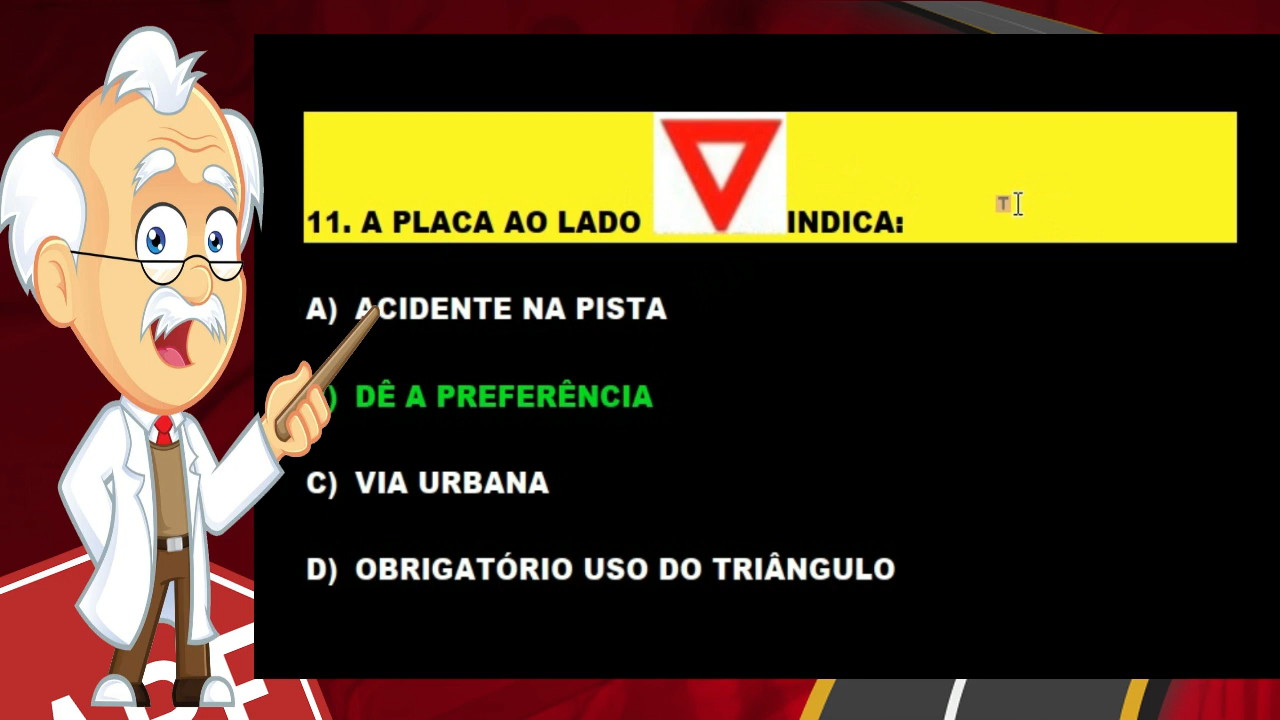 11. A PLACA AO LADO INDICA:
A) ACIDENTE NA PISTA
) DÊ A PREFERÊNCIA
C) VIA URBANA
D) OBRIGATÓRIO USO DO TRIÂNGULO